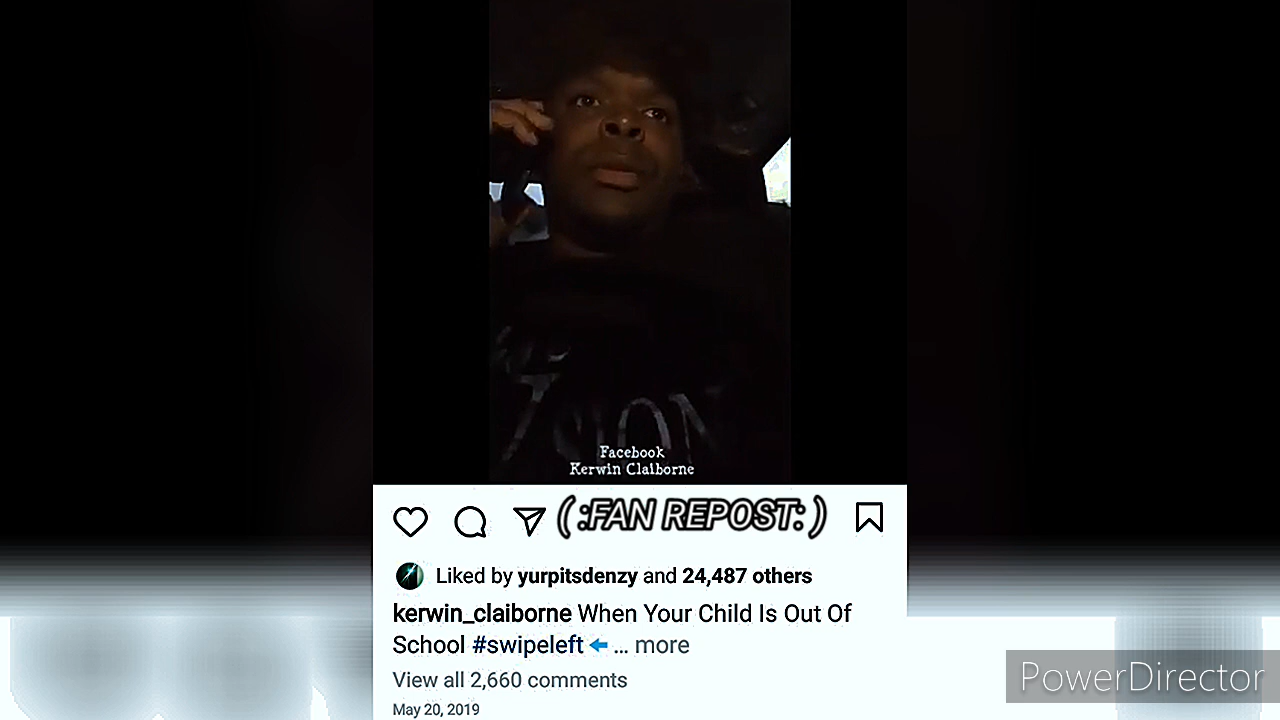 Facebook
Kerwin Claiborne
( :FAN REPOST: )
Liked by yurpitsdenzy and 24,487 others
kerwin_claiborne When Your Child Is Out Of
School #swipeleft ... more
View all 2,660 comments
May 20, 2019
PowerDirector